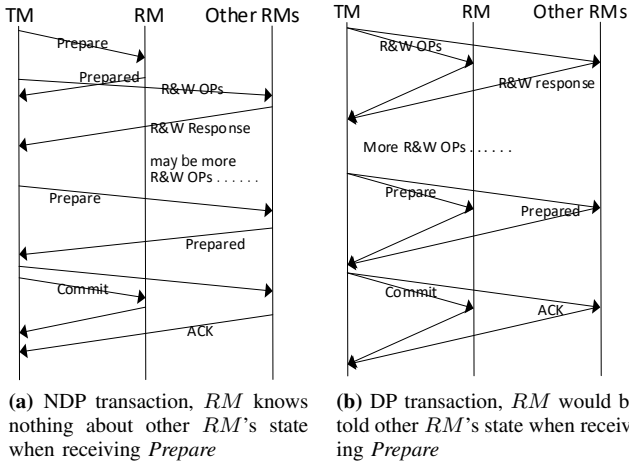 TM RM Other RMs
Prepare
Prepared
R&W OPs
R&W Response
may be more
R&W OPs . . . . . .
Prepare
Prepared
Commit
ACK
(a) NDP transaction, RM knows
nothing about other RM's state
when receiving Prepare
TM RM Other RMs
R&W OPs
R&W response
More R&W OPs . . . . . .
Prepare
Prepared
Commit
ACK
(b) DP transaction, RM would b
told other RM's state when receiv
ing Prepare